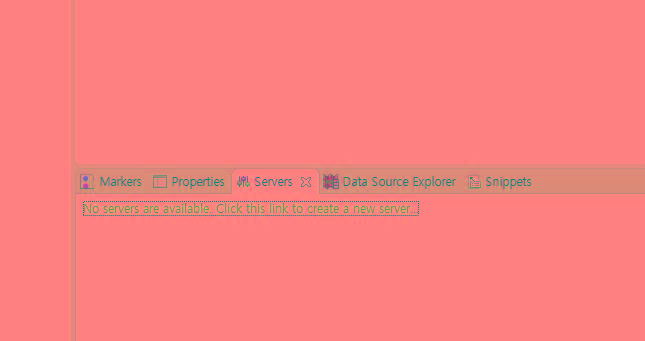 Markers Properties Servers Data Source Explorer Snippets
No servers are available. Click this link to create a new server...